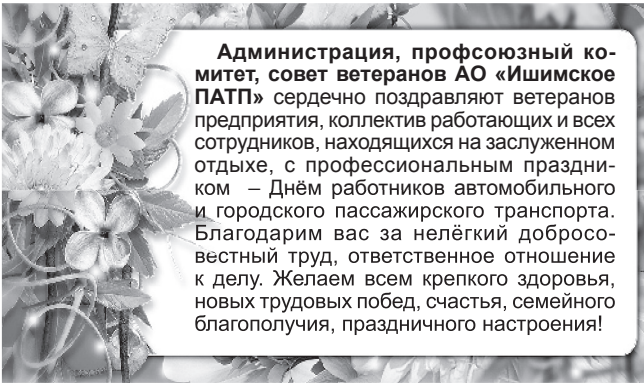 Администрация, профсоюзный ко-
митет, совет ветеранов АО «Ишимское
ПАТП» сердечно поздравляют ветеранов
предприятия, коллектив работающих и всех
сотрудников, находящихся на заслуженном
отдыхе, с профессиональным праздни-
ком – Днём работников автомобильного
и городского пассажирского транспорта.
Благодарим вас за нелёгкий добросо-
вестный труд, ответственное отношение
к делу. Желаем всем крепкого здоровья,
новых трудовых побед, счастья, семейного
благополучия, праздничного настроения!